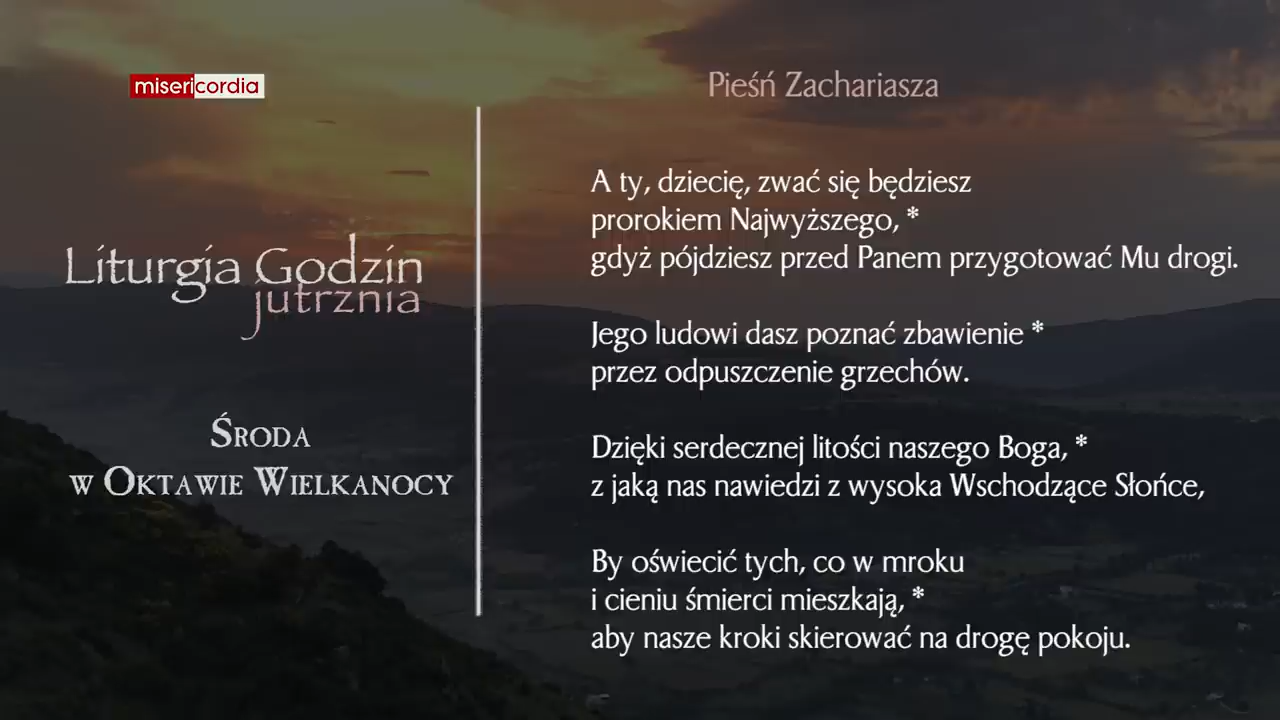 misericordia
Liturgia Godzin
jutrznia
Środa
w Oktawie Wielkanocy
Pieśń Zachariasza
A ty, dziecię, zwać się będziesz
prorokiem Najwyższego, *
gdyż pójdziesz przed Panem przygotować Mu drogi.
Jego ludowi dasz poznać zbawienie *
przez odpuszczenie grzechów.
Dzięki serdecznej litości naszego Boga, *
z jaką nas nawiedzi z wysoka Wschodzące Słońce,
By oświecić tych, co w mroku
i cieniu śmierci mieszkają, *
aby nasze kroki skierować na drogę pokoju.